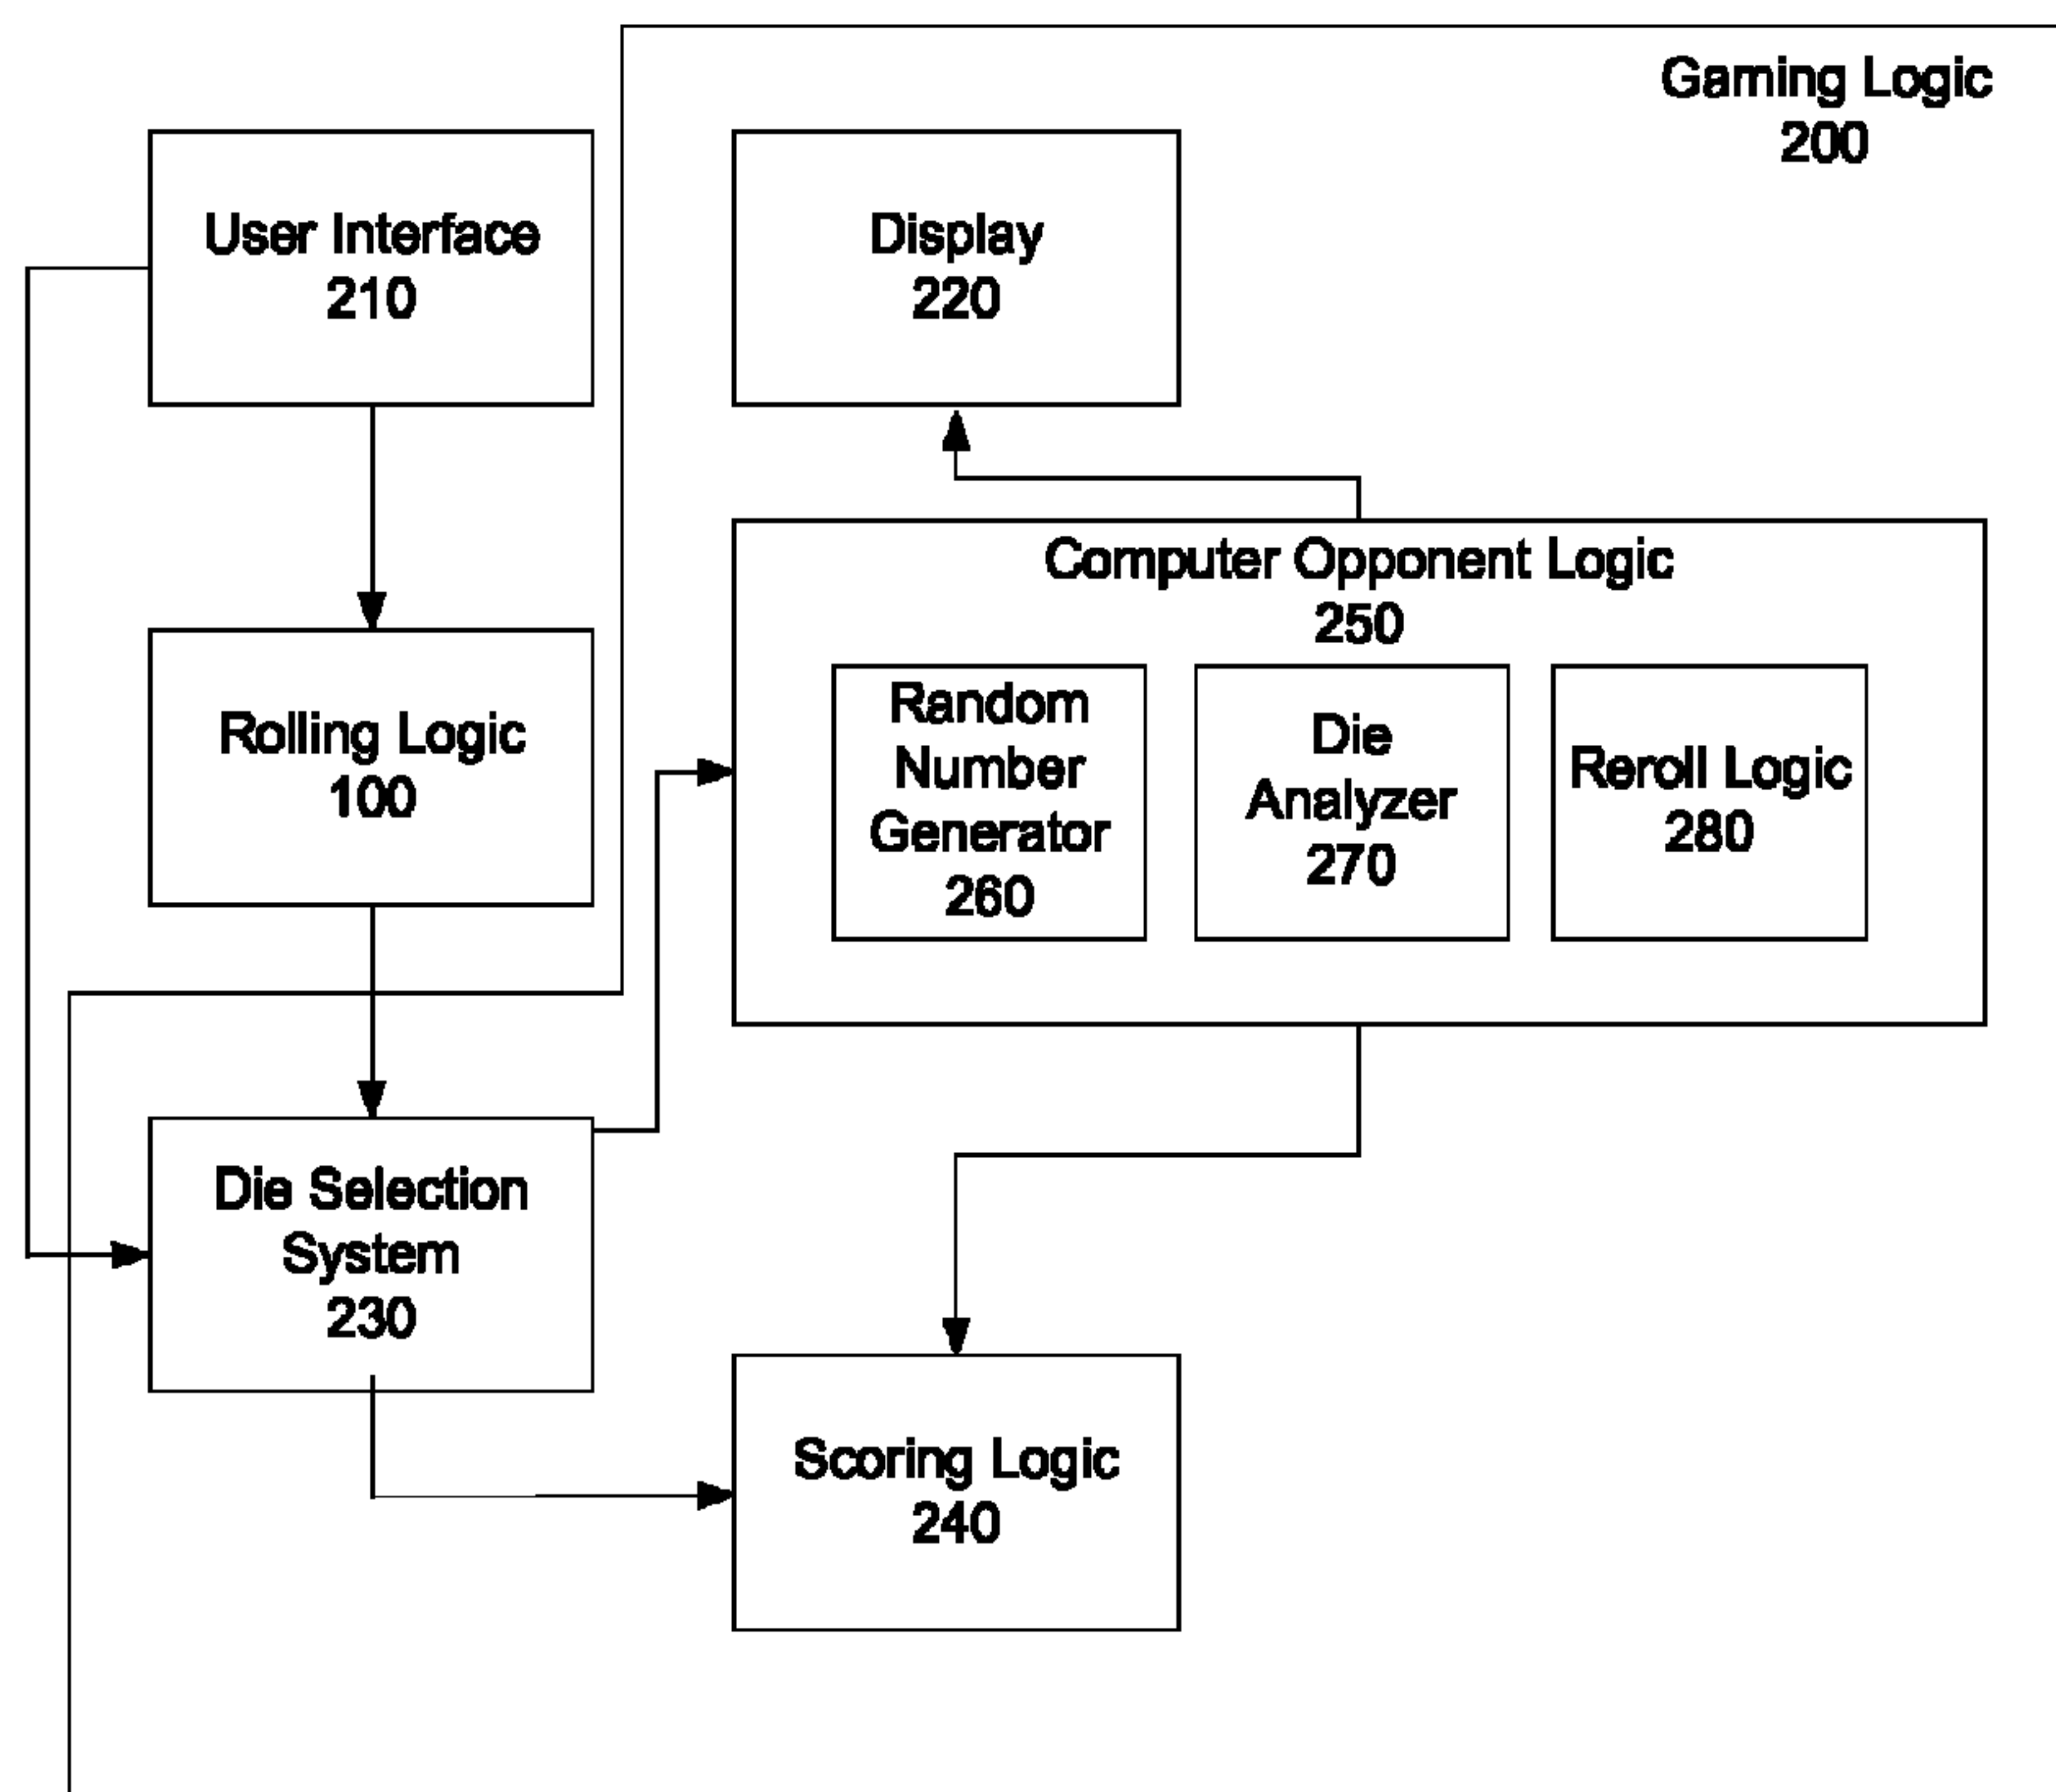 Gaming Logic
200
User Interface
210
Display
220
Computer Opponent Logic
250
Rolling Logic
100
Random
Number
Generator
260
Die
Analyzer
270
Reroll Logic
280
Die Selection
System
230
Scoring Logic
240